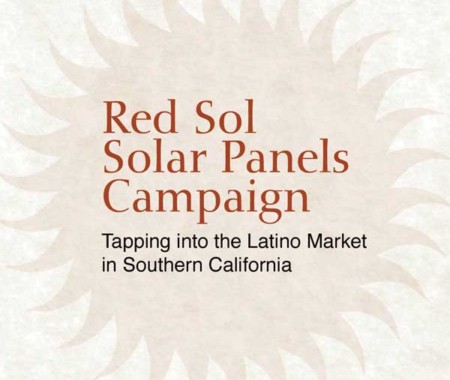 Red Sol
Solar Panels
Campaign
Tapping into the Latino Market
in Southern California